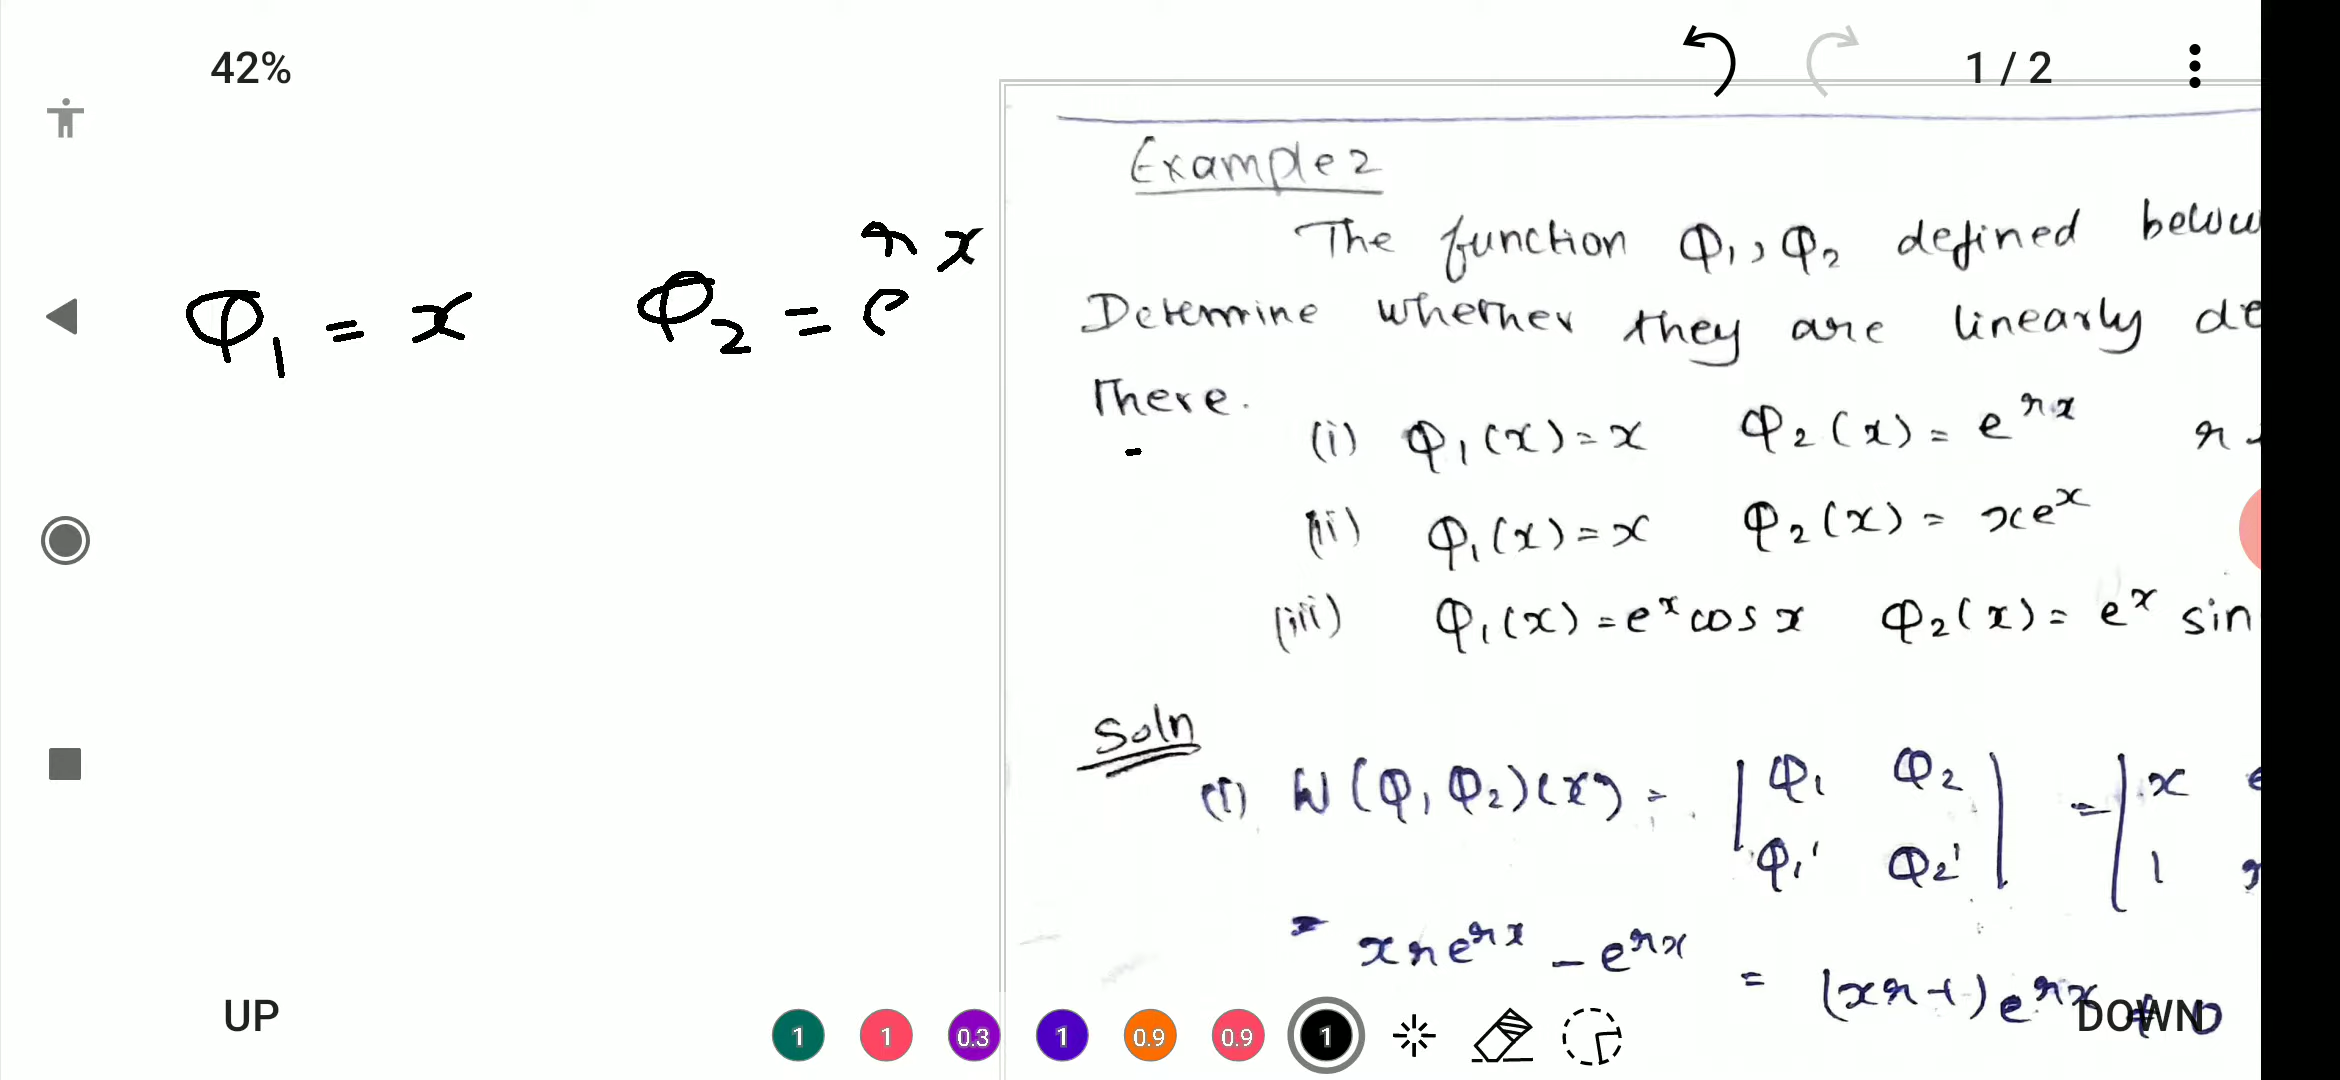 42%
1 / 2
φ₁ = x φ₂ = e^{rx}
Example 2
The function φ₁, φ₂ defined below
Determine whether they are linearly de
There.
(i) φ₁(x) = x φ₂(x) = e^{rx} r
(ii) φ₁(x) = x φ₂(x) = xe^x
(iii) φ₁(x) = e^x cos x φ₂(x) = e^x sin
Soln
(i) W(φ₁ φ₂)(x) = | φ₁ φ₂ | = | x e
φ₁' φ₂' | 1 r
= xre^{rx} − e^{rx} = (xr-1) e^{rx} ≠ 0
UP
DOWN
1 1 0.3 1 0.9 0.9 1